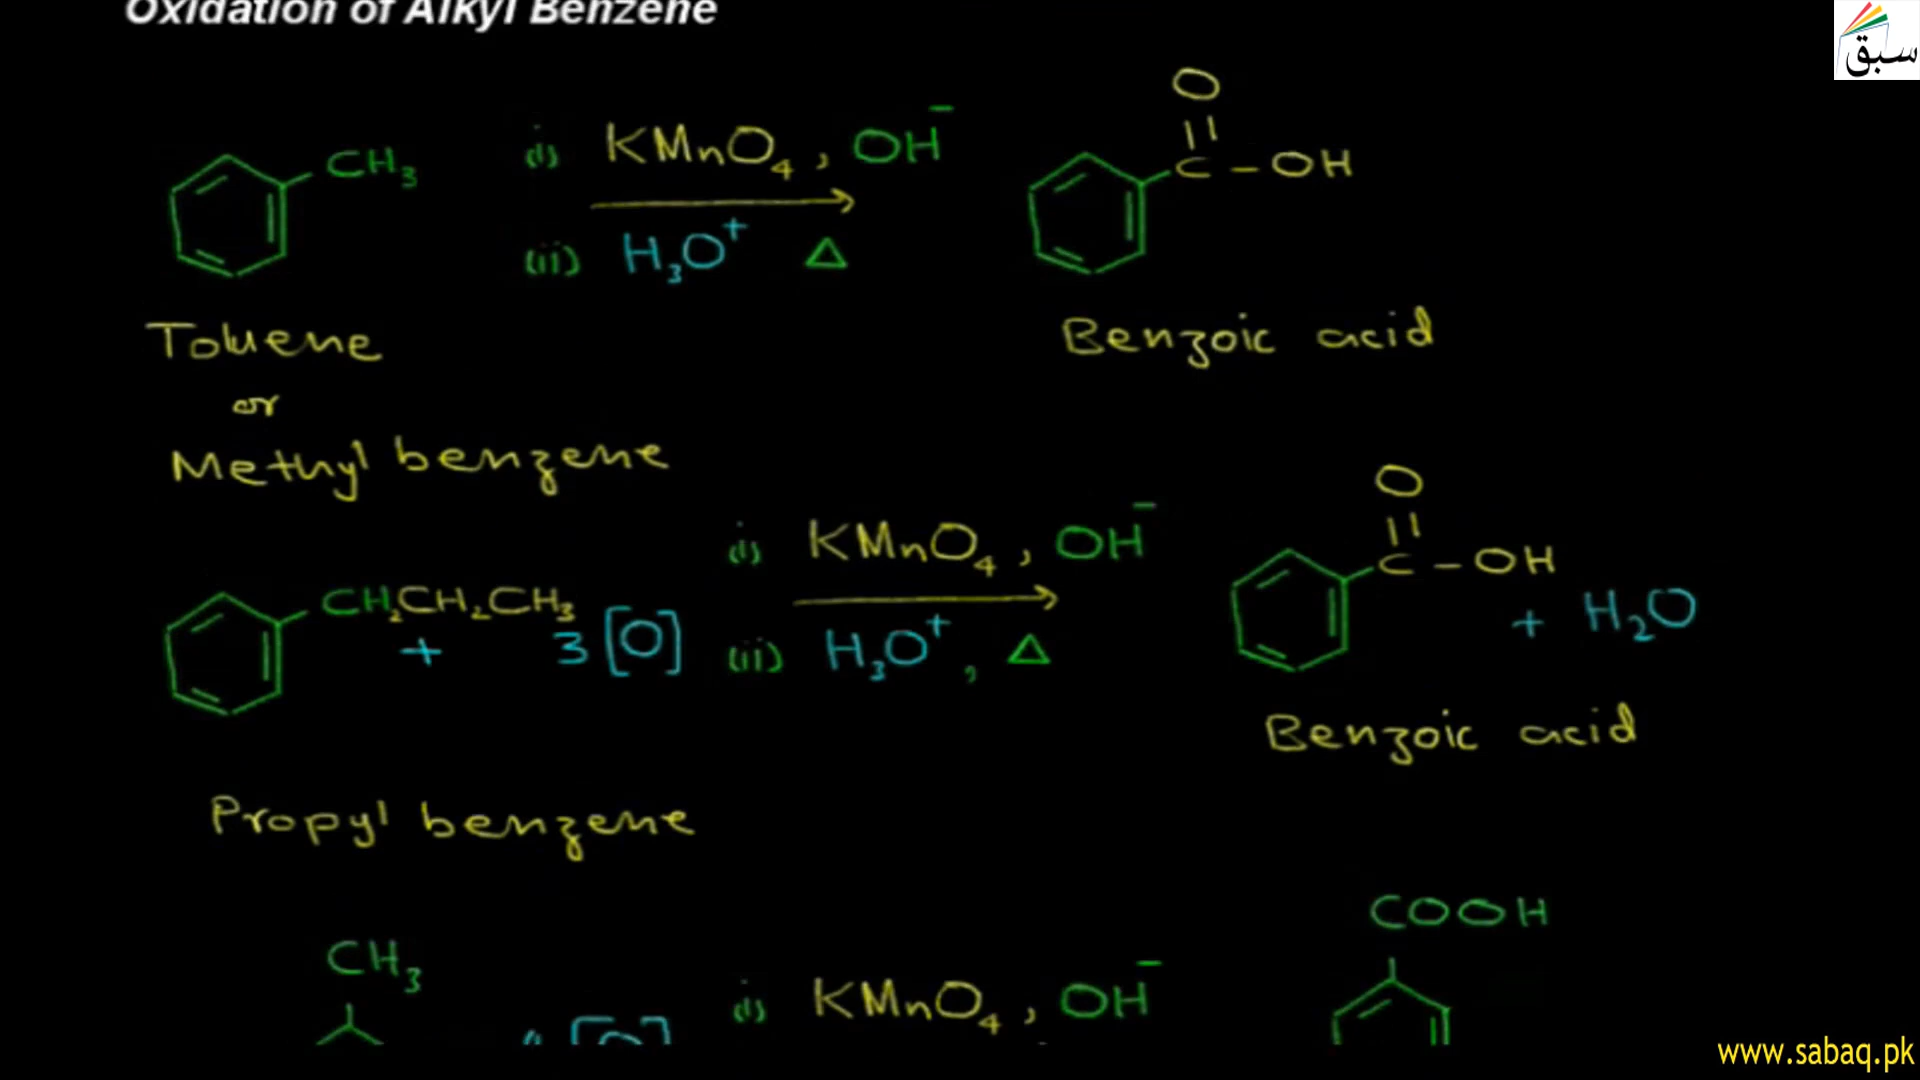 Oxidation of Alkyl Benzene
سبق
O
CH3 (i) KMnO4, OH⁻ C - OH
(ii) H3O⁺ Δ
Toluene Benzoic acid
or
Methyl benzene
O
(i) KMnO4, OH⁻ C - OH
CH2CH2CH3 + 3 [O] (ii) H3O⁺, Δ + H2O
Benzoic acid
Propyl benzene
COOH
CH3
(i) KMnO4, OH⁻
www.sabaq.pk